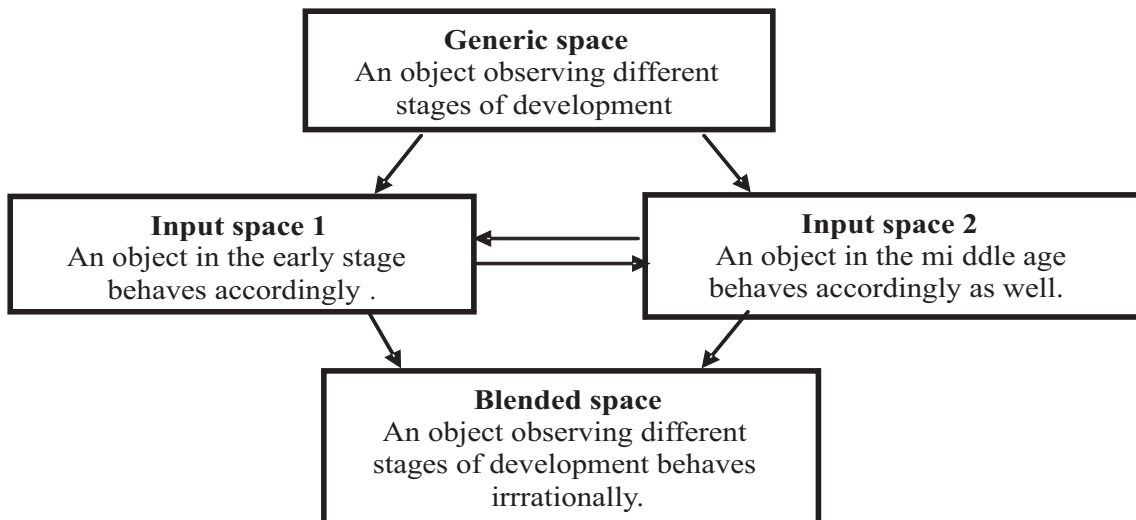 Generic space
An object observing different
stages of development
Input space 1
An object in the early stage
behaves accordingly .
Input space 2
An object in the mi ddle age
behaves accordingly as well.
Blended space
An object observing different
stages of development behaves
irrrationally.